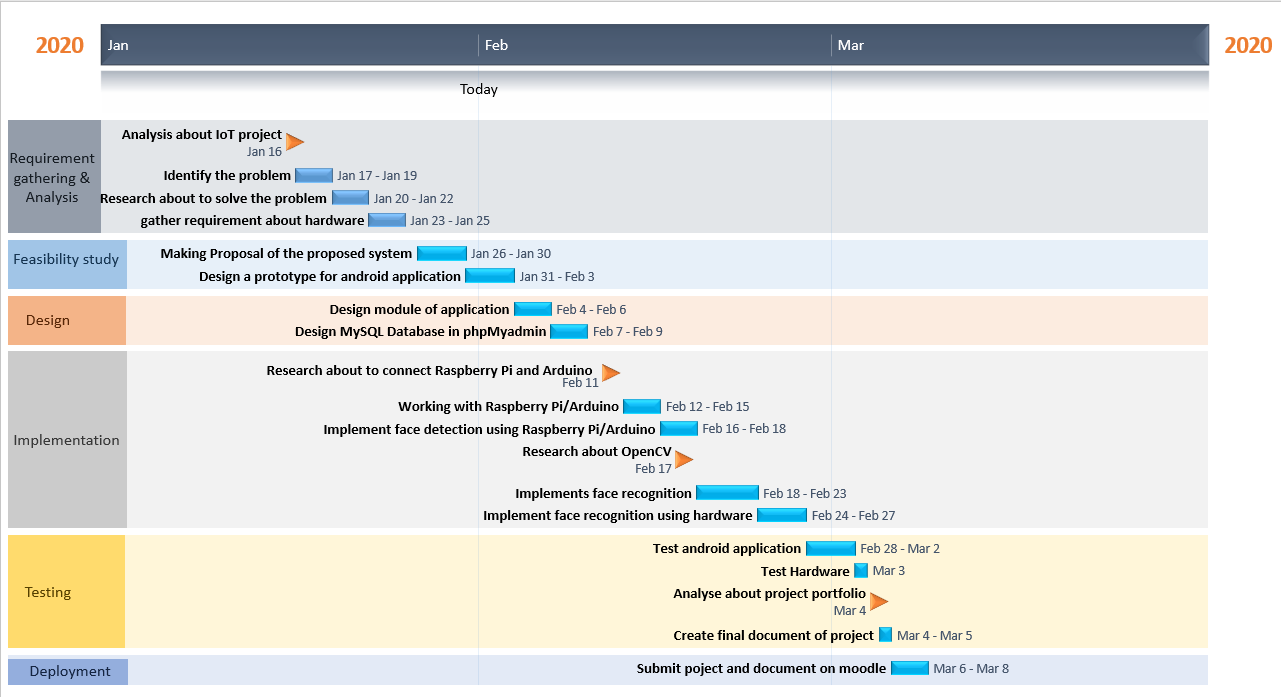 2020 Jan Feb Mar 2020
Today
Requirement
gathering &
Analysis
Analysis about IoT project
Jan 16
Identify the problem Jan 17 - Jan 19
Research about to solve the problem Jan 20 - Jan 22
gather requirement about hardware Jan 23 - Jan 25
Feasibility study
Making Proposal of the proposed system Jan 26 - Jan 30
Design a prototype for android application Jan 31 - Feb 3
Design
Design module of application Feb 4 - Feb 6
Design MySQL Database in phpMyadmin Feb 7 - Feb 9
Implementation
Research about to connect Raspberry Pi and Arduino
Feb 11
Working with Raspberry Pi/Arduino Feb 12 - Feb 15
Implement face detection using Raspberry Pi/Arduino Feb 16 - Feb 18
Research about OpenCV
Feb 17
Implements face recognition Feb 18 - Feb 23
Implement face recognition using hardware Feb 24 - Feb 27
Testing
Test android application Feb 28 - Mar 2
Test Hardware Mar 3
Analyse about project portfolio
Mar 4
Create final document of project Mar 4 - Mar 5
Deployment
Submit poject and document on moodle Mar 6 - Mar 8